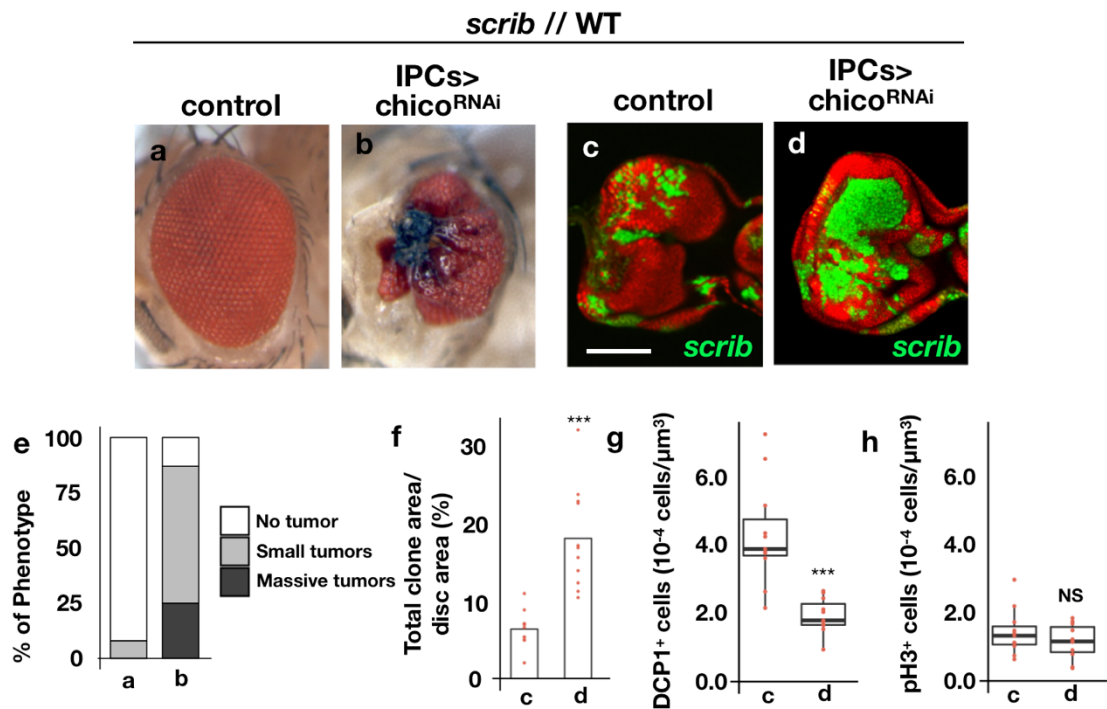 scrib // WT
control
IPCs>
chicoRNAi
control
IPCs>
chicoRNAi
a
b
c
d
scrib
scrib
e
% of Phenotype
100
75
50
25
0
a
b
No tumor
Small tumors
Massive tumors
f
Total clone area/
disc area (%)
30
20
10
0
***
c
d
g
DCP1+ cells (10-4 cells/μm3)
6.0
4.0
2.0
0.0
***
c
d
h
pH3+ cells (10-4 cells/μm3)
6.0
4.0
2.0
0.0
NS
c
d